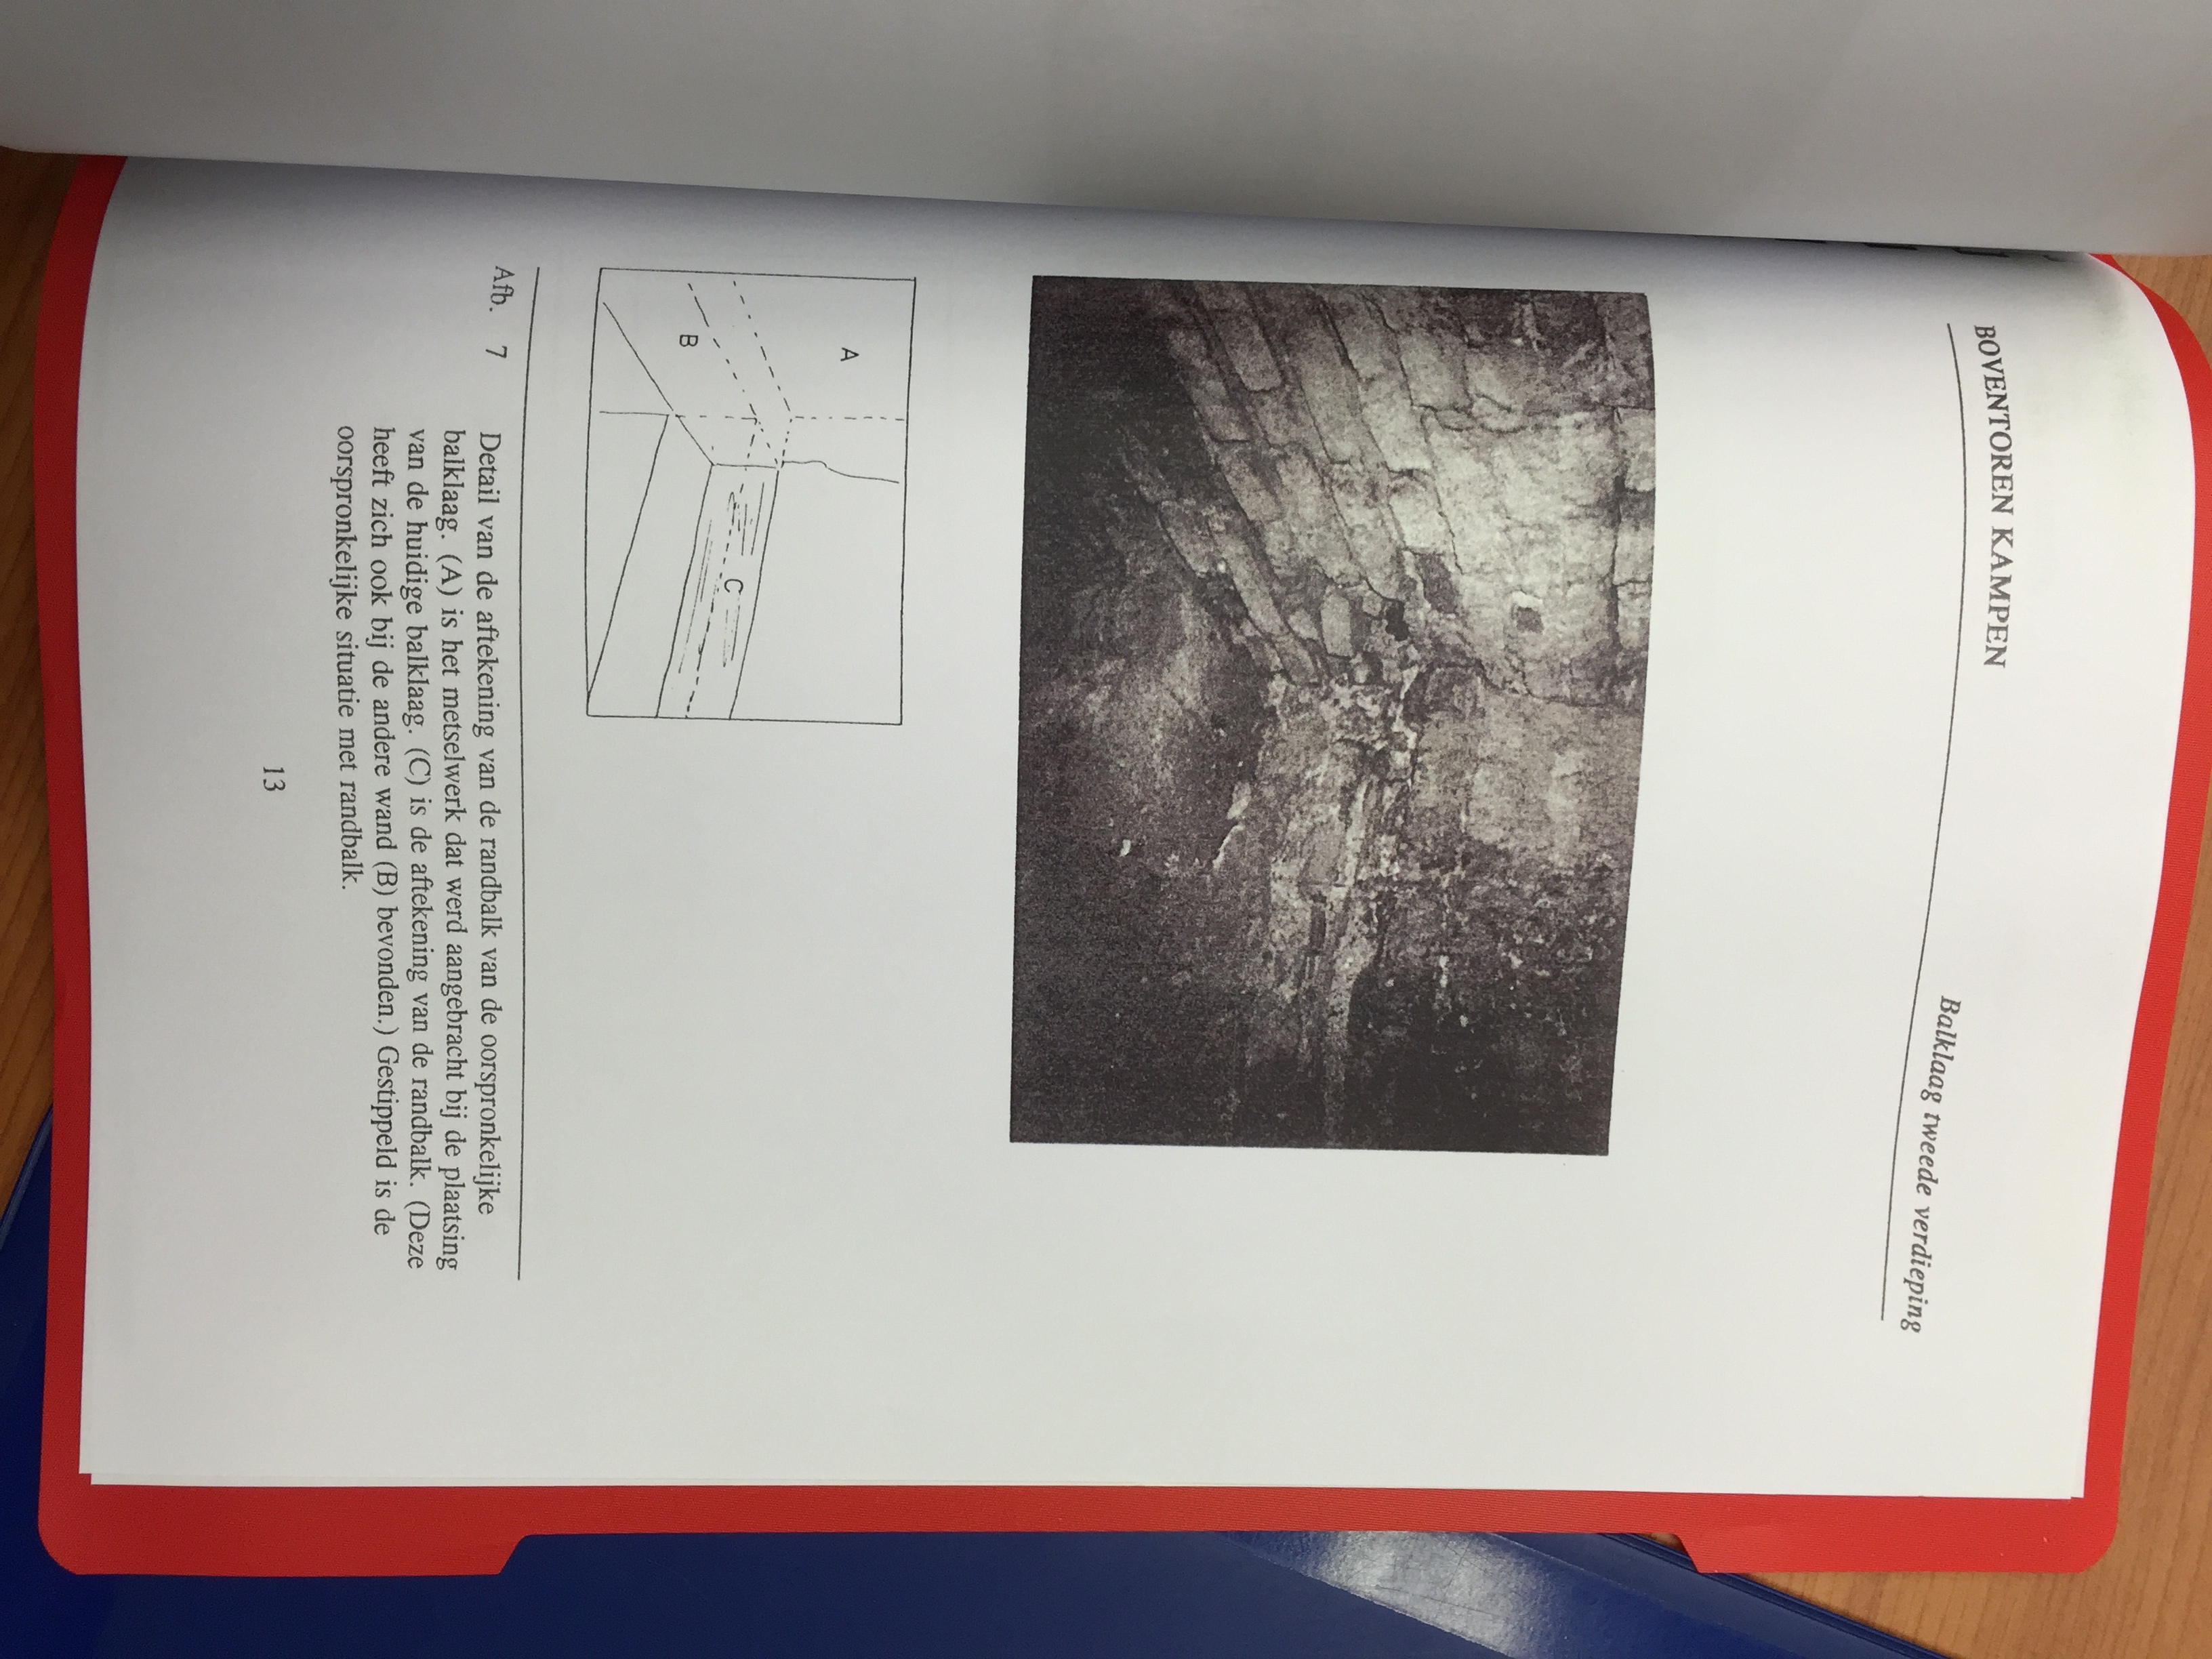 BOVENTOREN KAMPEN
Balklaag tweede verdieping
A
B
C
Afb. 7 Detail van de aftekening van de randbalk van de oorspronkelijke
balklaag. (A) is het metselwerk dat werd aangebracht bij de plaatsing
van de huidige balklaag. (C) is de aftekening van de randbalk. (Deze
heeft zich ook bij de andere wand (B) bevonden.) Gestippeld is de
oorspronkelijke situatie met randbalk.
13